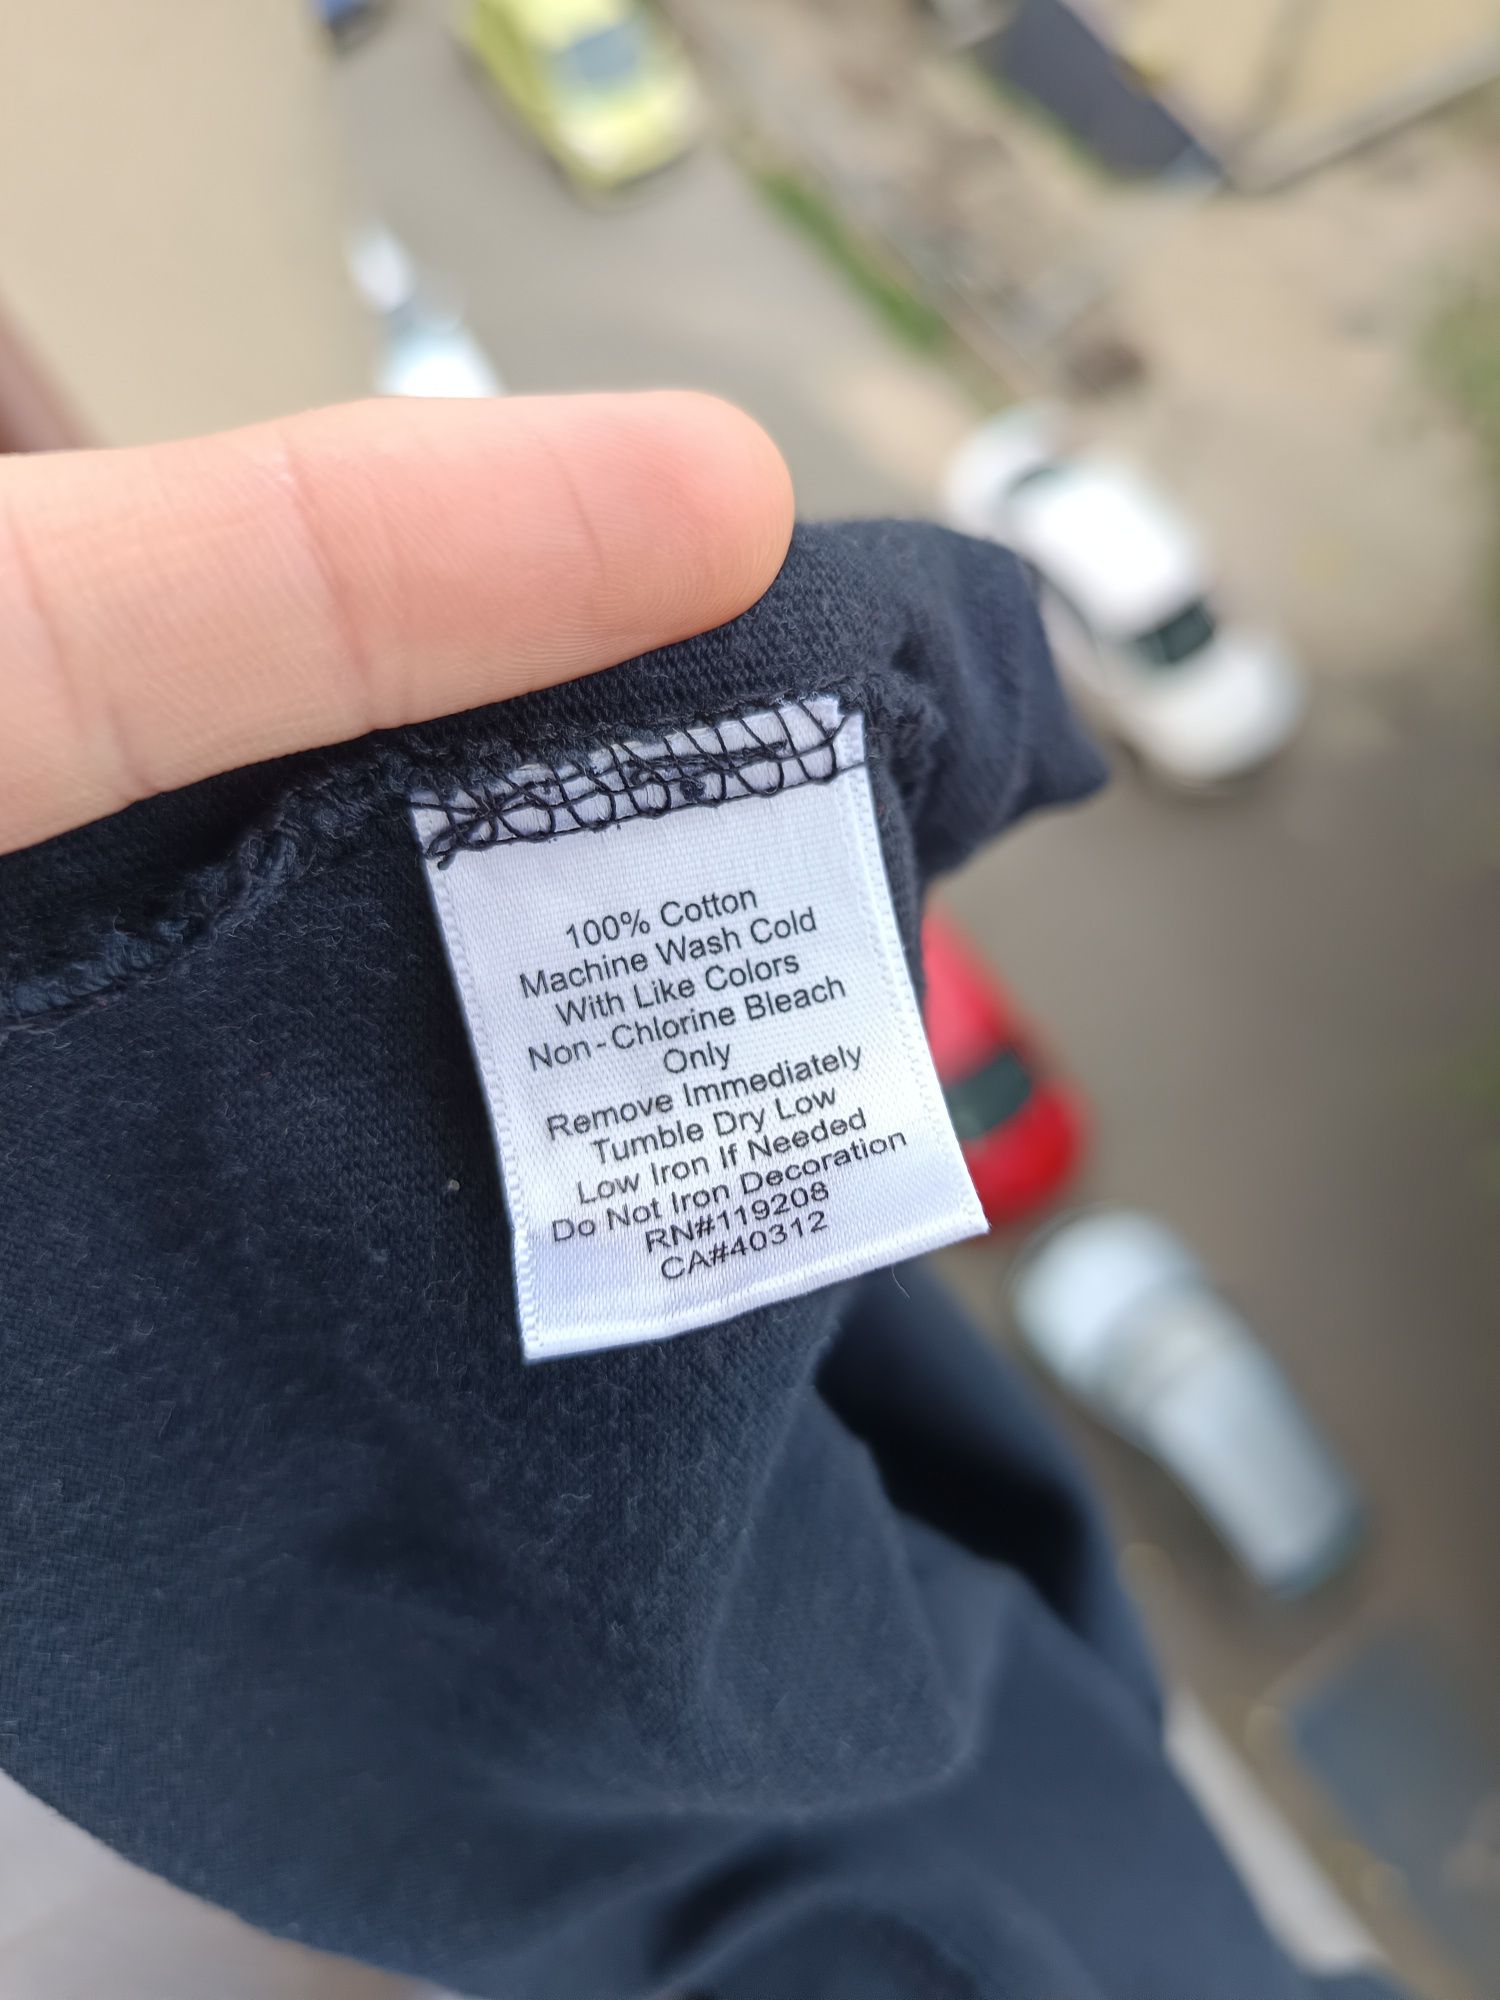 100% Cotton
Machine Wash Cold
With Like Colors
Non-Chlorine Bleach
Only
Remove Immediately
Tumble Dry Low
Low Iron If Needed
Do Not Iron Decoration
RN#119208
CA#40312